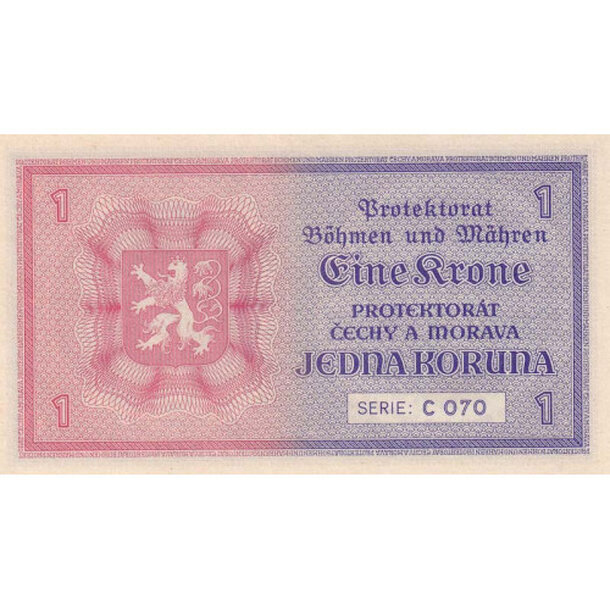 1
1
Protektorat
Böhmen und Mähren
Eine Krone
PROTEKTORÁT
ČECHY A MORAVA
JEDNA KORUNA
1
SERIE: C 070
1